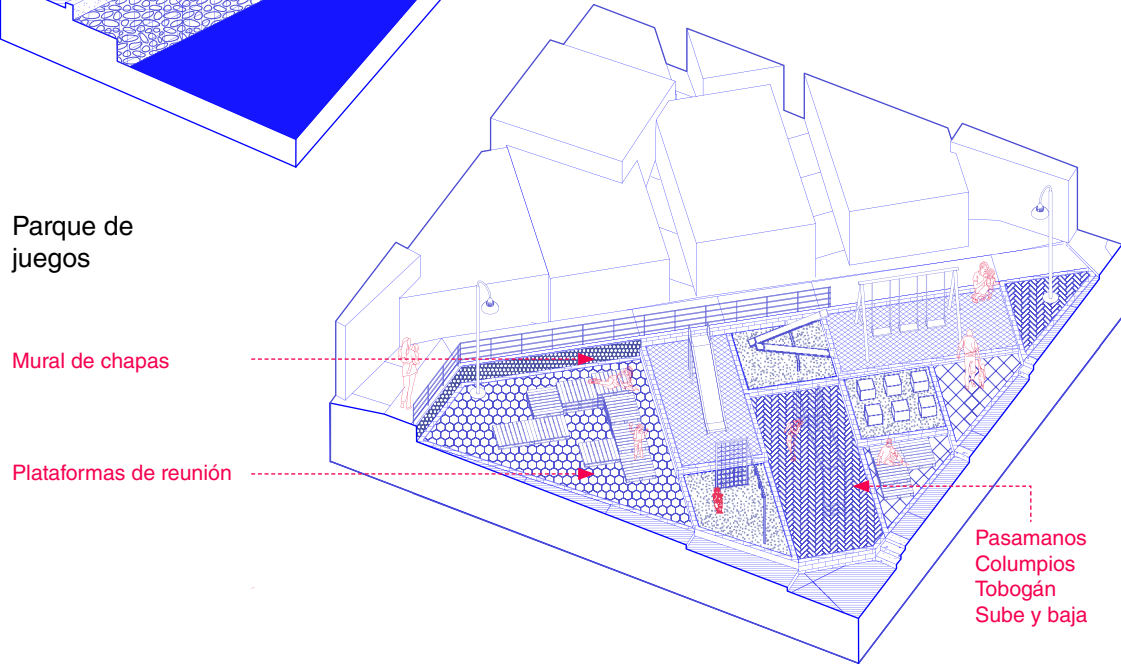 Parque de
juegos
Mural de chapas
Plataformas de reunión
Pasamanos
Columpios
Tobogán
Sube y baja